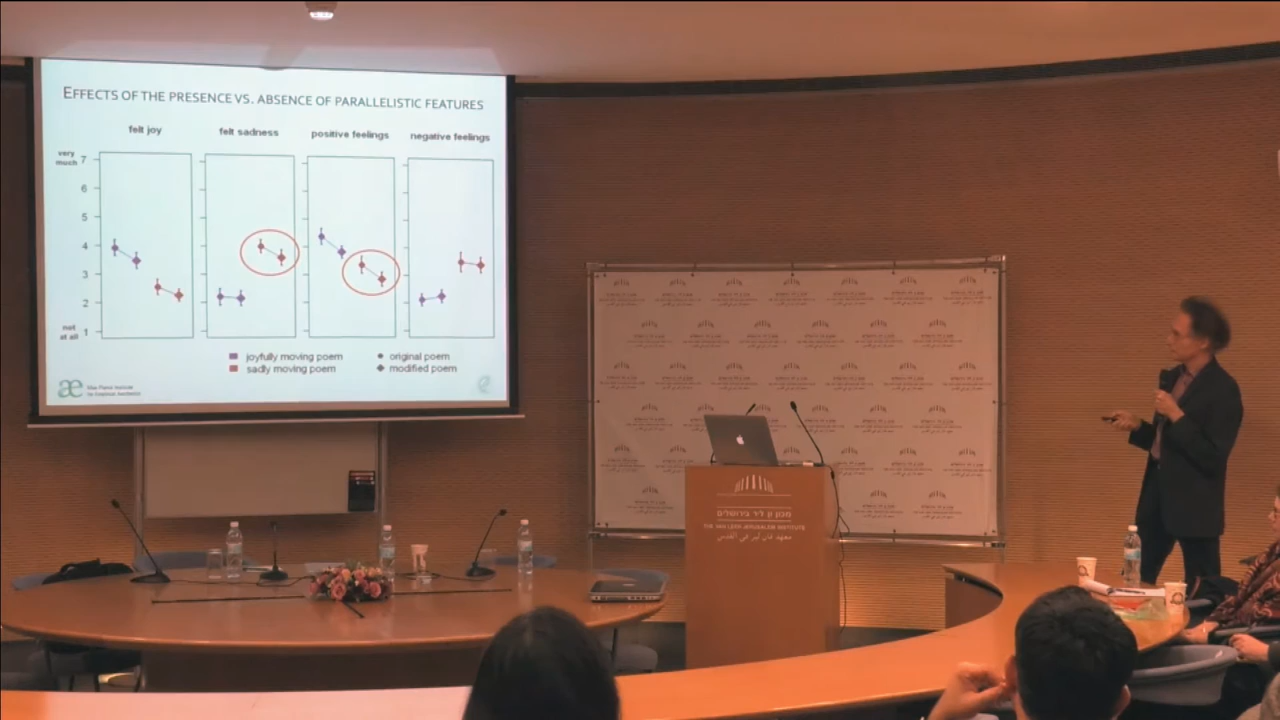 EFFECTS OF THE PRESENCE VS. ABSENCE OF PARALLELISTIC FEATURES
felt joy
felt sadness
positive feelings
negative feelings
very
much 7
6
5
4
3
2
not
at all 1
joyfully moving poem
sadly moving poem
original poem
modified poem
æ
Max Planck Institute
for Empirical Aesthetics
מכון ון ליר בירושלים
THE VAN LEER JERUSALEM INSTITUTE
معهد فان لير في القدس